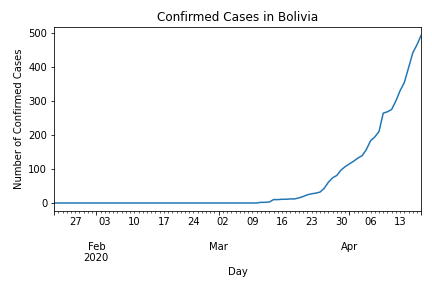 Confirmed Cases in Bolivia
500
400
300
200
100
0
Number of Confirmed Cases
27 03 10 17 24 02 09 16 23 30 06 13
Feb Mar Apr
2020
Day